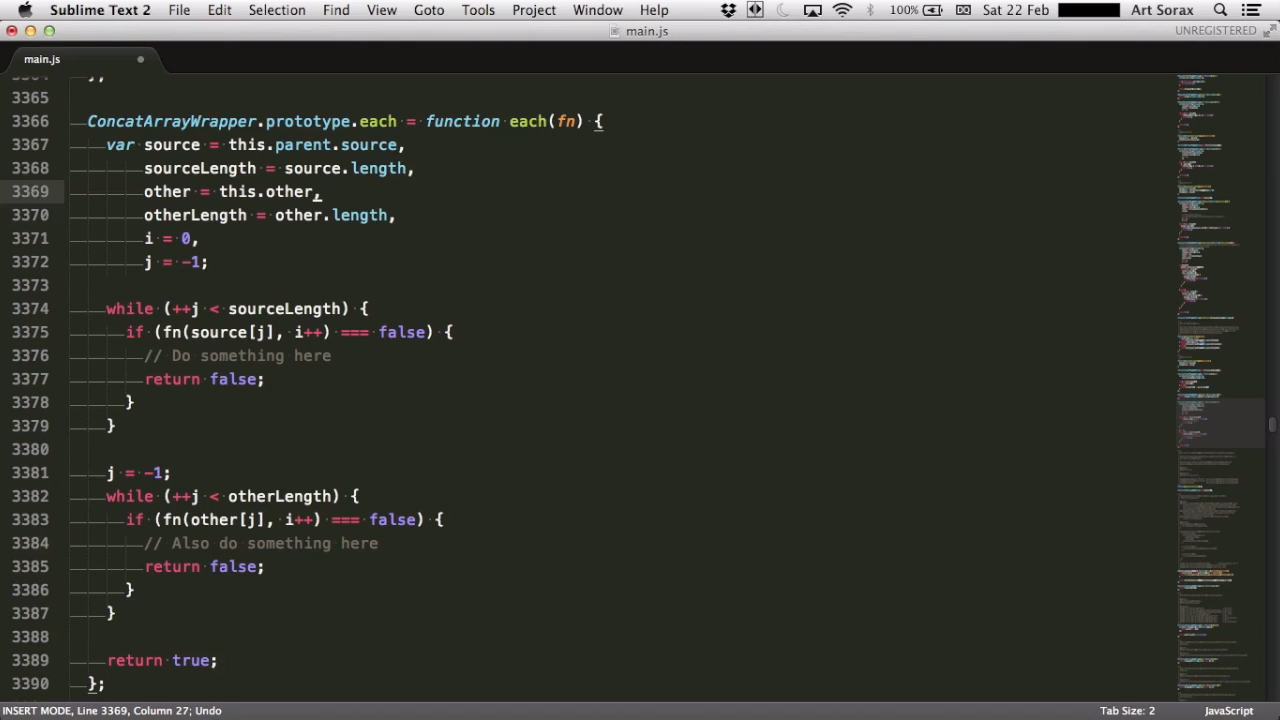 Sublime Text 2 File Edit Selection Find View Goto Tools Project Window Help 100% Sat 22 Feb Art Sorax
main.js UNREGISTERED
main.js
3364 };
3365
3366 ConcatArrayWrapper.prototype.each = function each(fn) {
3367 var source = this.parent.source,
3368 sourceLength = source.length,
3369 other = this.other,
3370 otherLength = other.length,
3371 i = 0,
3372 j = -1;
3373
3374 while (++j < sourceLength) {
3375 if (fn(source[j], i++) === false) {
3376 // Do something here
3377 return false;
3378 }
3379 }
3380
3381 j = -1;
3382 while (++j < otherLength) {
3383 if (fn(other[j], i++) === false) {
3384 // Also do something here
3385 return false;
3386 }
3387 }
3388
3389 return true;
3390 };
INSERT MODE, Line 3369, Column 27; Undo Tab Size: 2 JavaScript